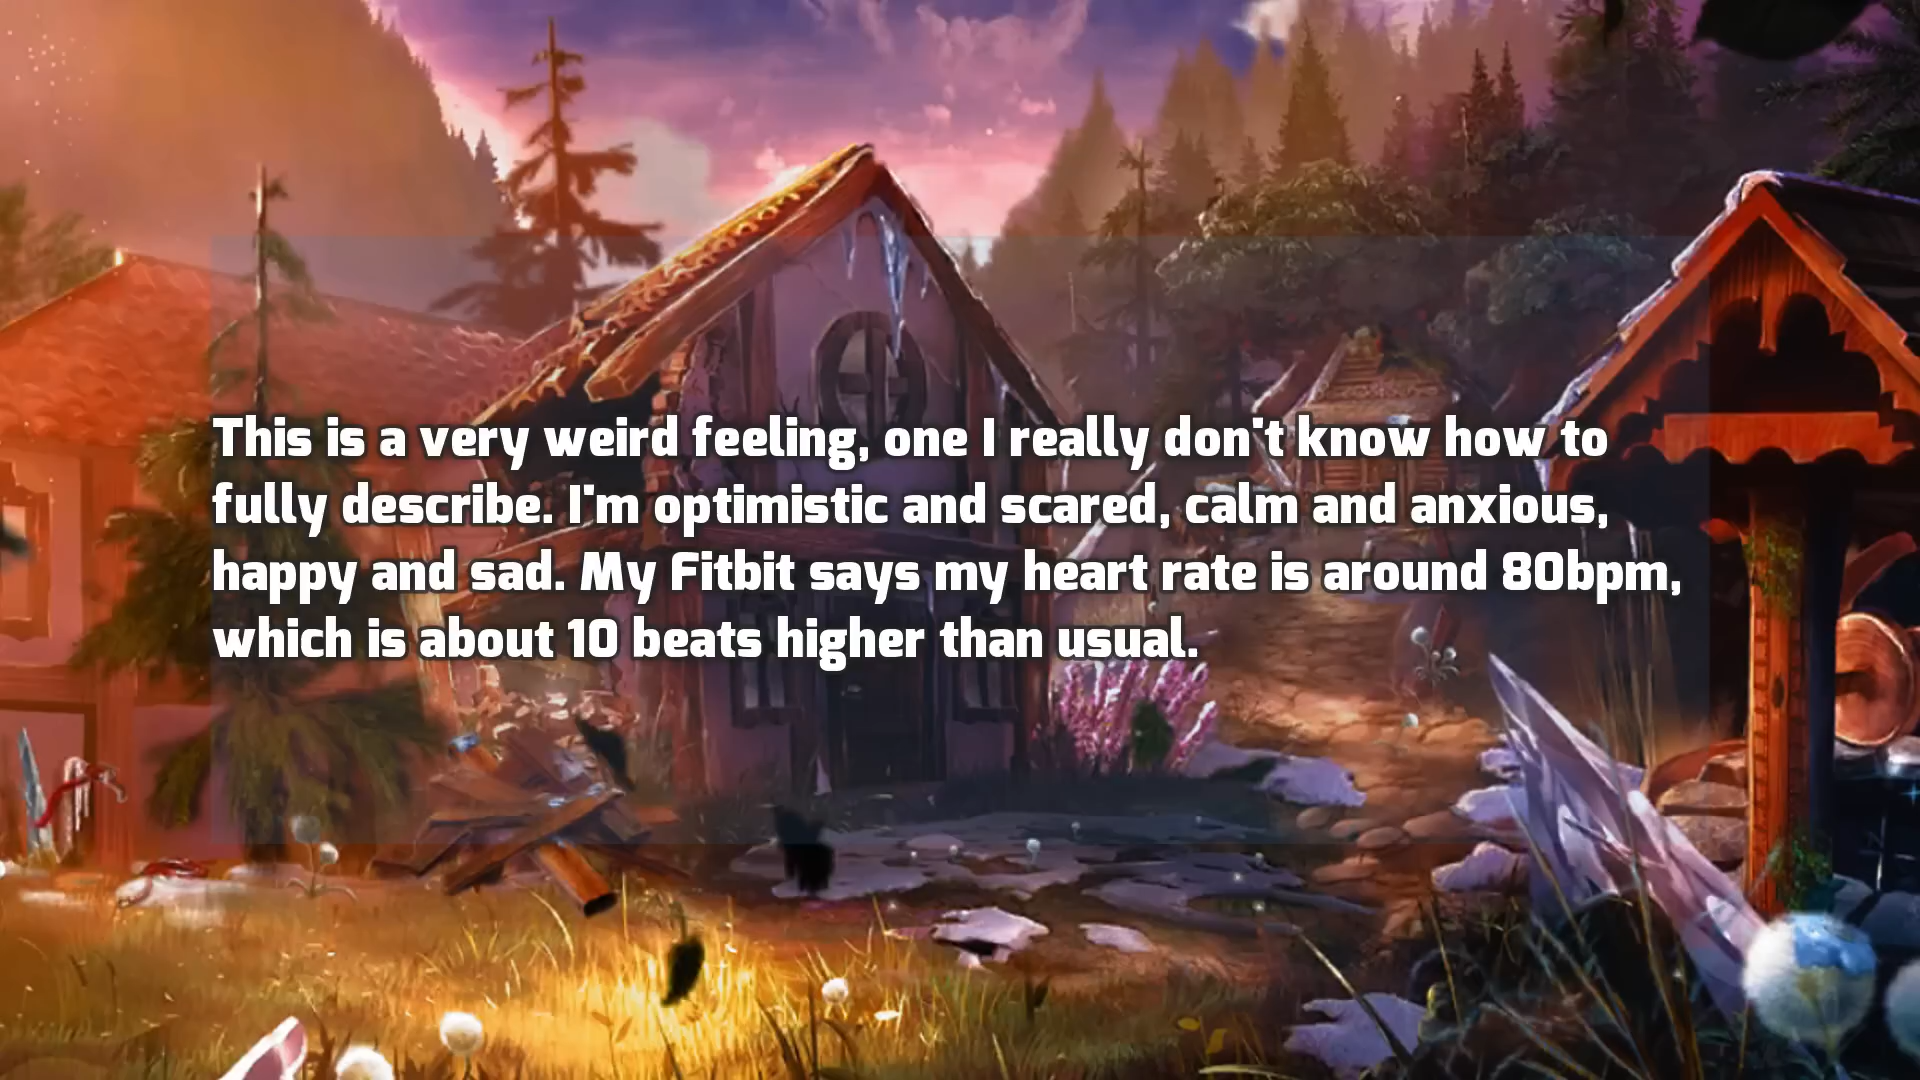 This is a very weird feeling, one I really don't know how to
fully describe. I'm optimistic and scared, calm and anxious,
happy and sad. My Fitbit says my heart rate is around 80bpm,
which is about 10 beats higher than usual.